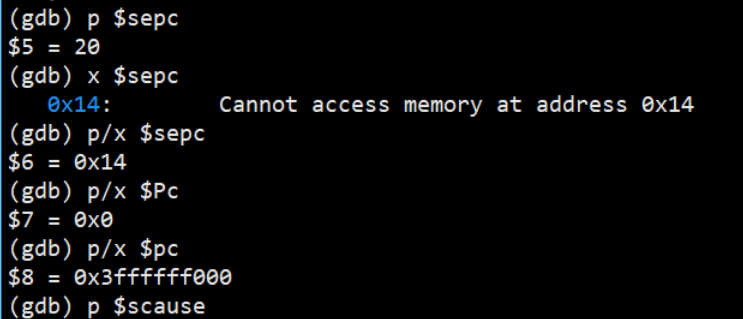 (gdb) p $sepc
$5 = 20
(gdb) x $sepc
   0x14:        Cannot access memory at address 0x14
(gdb) p/x $sepc
$6 = 0x14
(gdb) p/x $Pc
$7 = 0x0
(gdb) p/x $pc
$8 = 0x3ffffff000
(gdb) p $scause